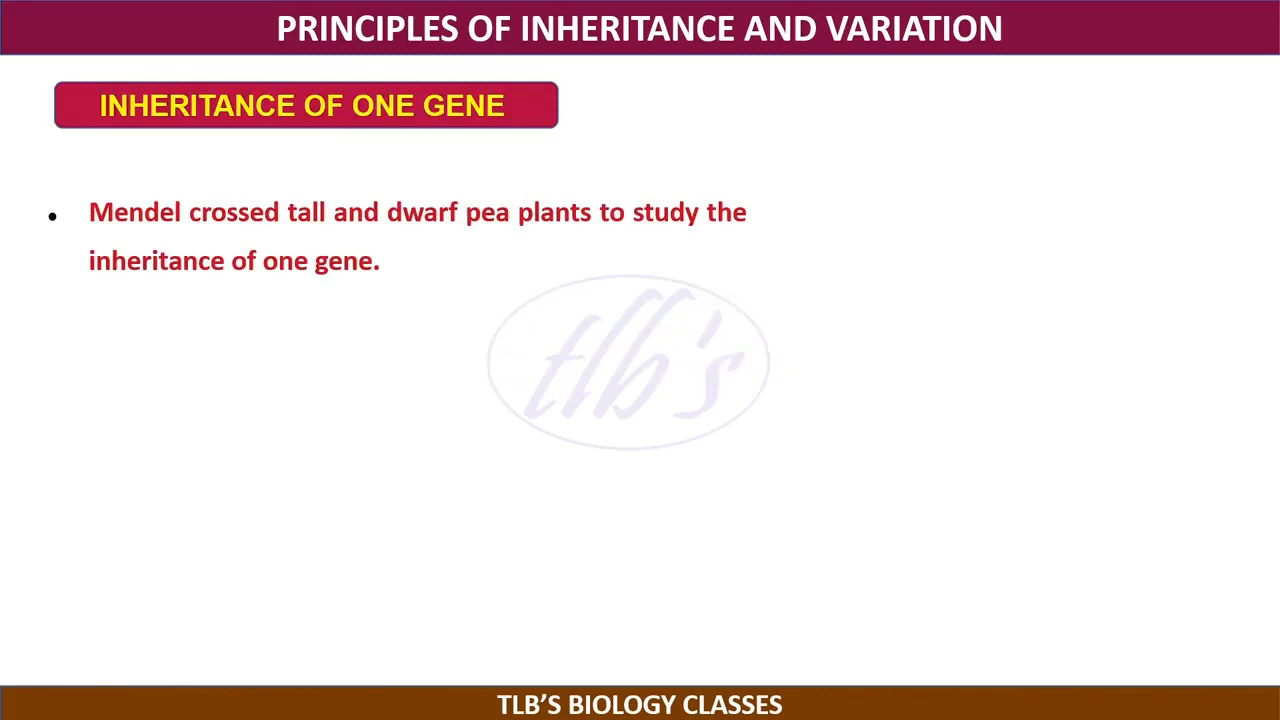 PRINCIPLES OF INHERITANCE AND VARIATION
INHERITANCE OF ONE GENE
• Mendel crossed tall and dwarf pea plants to study the
inheritance of one gene.
tlb's
TLB’S BIOLOGY CLASSES